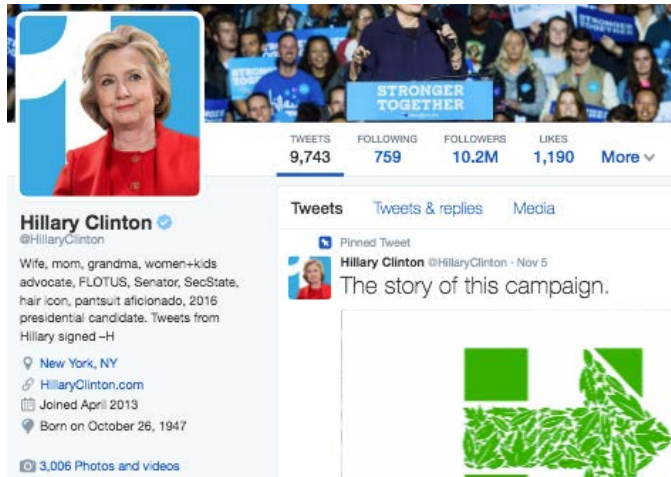 STRONGER
TOGETHER
STRONGER
TOGETHER
TWEETS FOLLOWING FOLLOWERS LIKES
9,743 759 10.2M 1,190 More
Hillary Clinton
@HillaryClinton
Wife, mom, grandma, women+kids
advocate, FLOTUS, Senator, SecState,
hair icon, pantsuit aficionado, 2016
presidential candidate. Tweets from
Hillary signed –H
New York, NY
HillaryClinton.com
Joined April 2013
Born on October 26, 1947
3,006 Photos and videos
Tweets Tweets & replies Media
Pinned Tweet
Hillary Clinton @HillaryClinton · Nov 5
The story of this campaign.